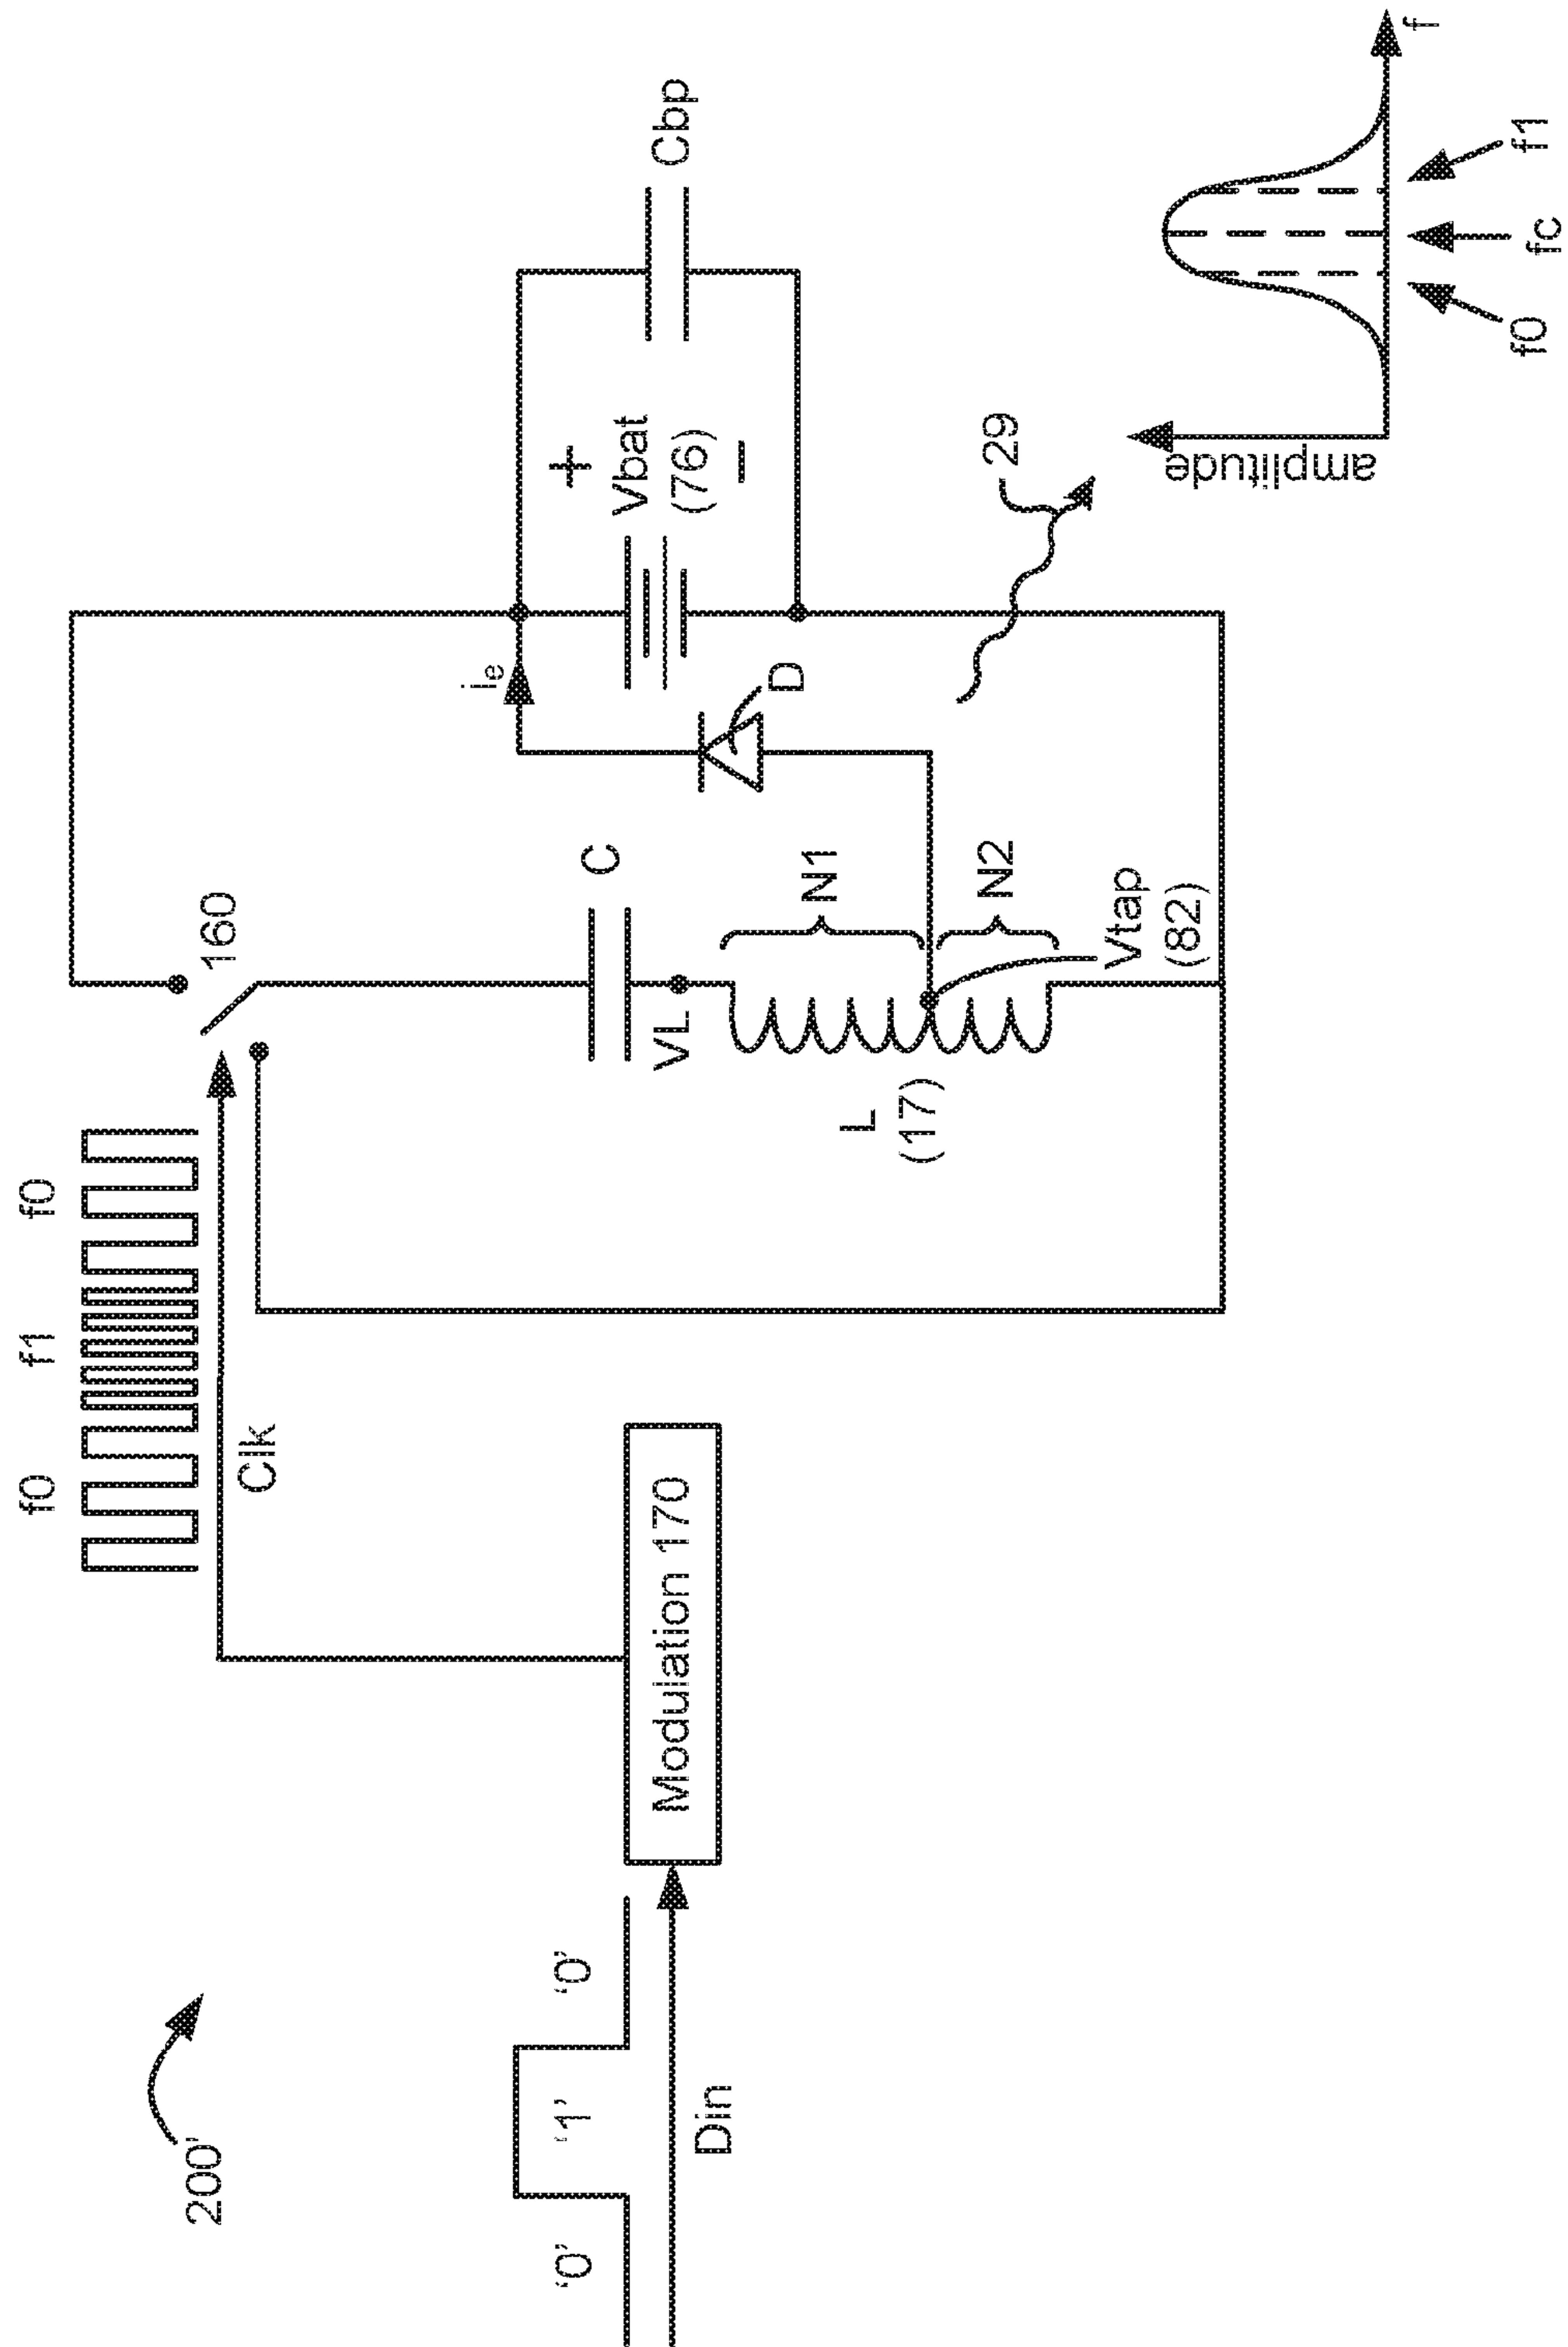 200'
'0'
'1'
'0'
Din
Modulation 170
f0
f1
f0
Clk
160
C
VL
L
(17)
N1
N2
Vtap
(82)
D
ie
+
Vbat
(76)
−
Cbp
29
amplitude
f0
fc
f1
f